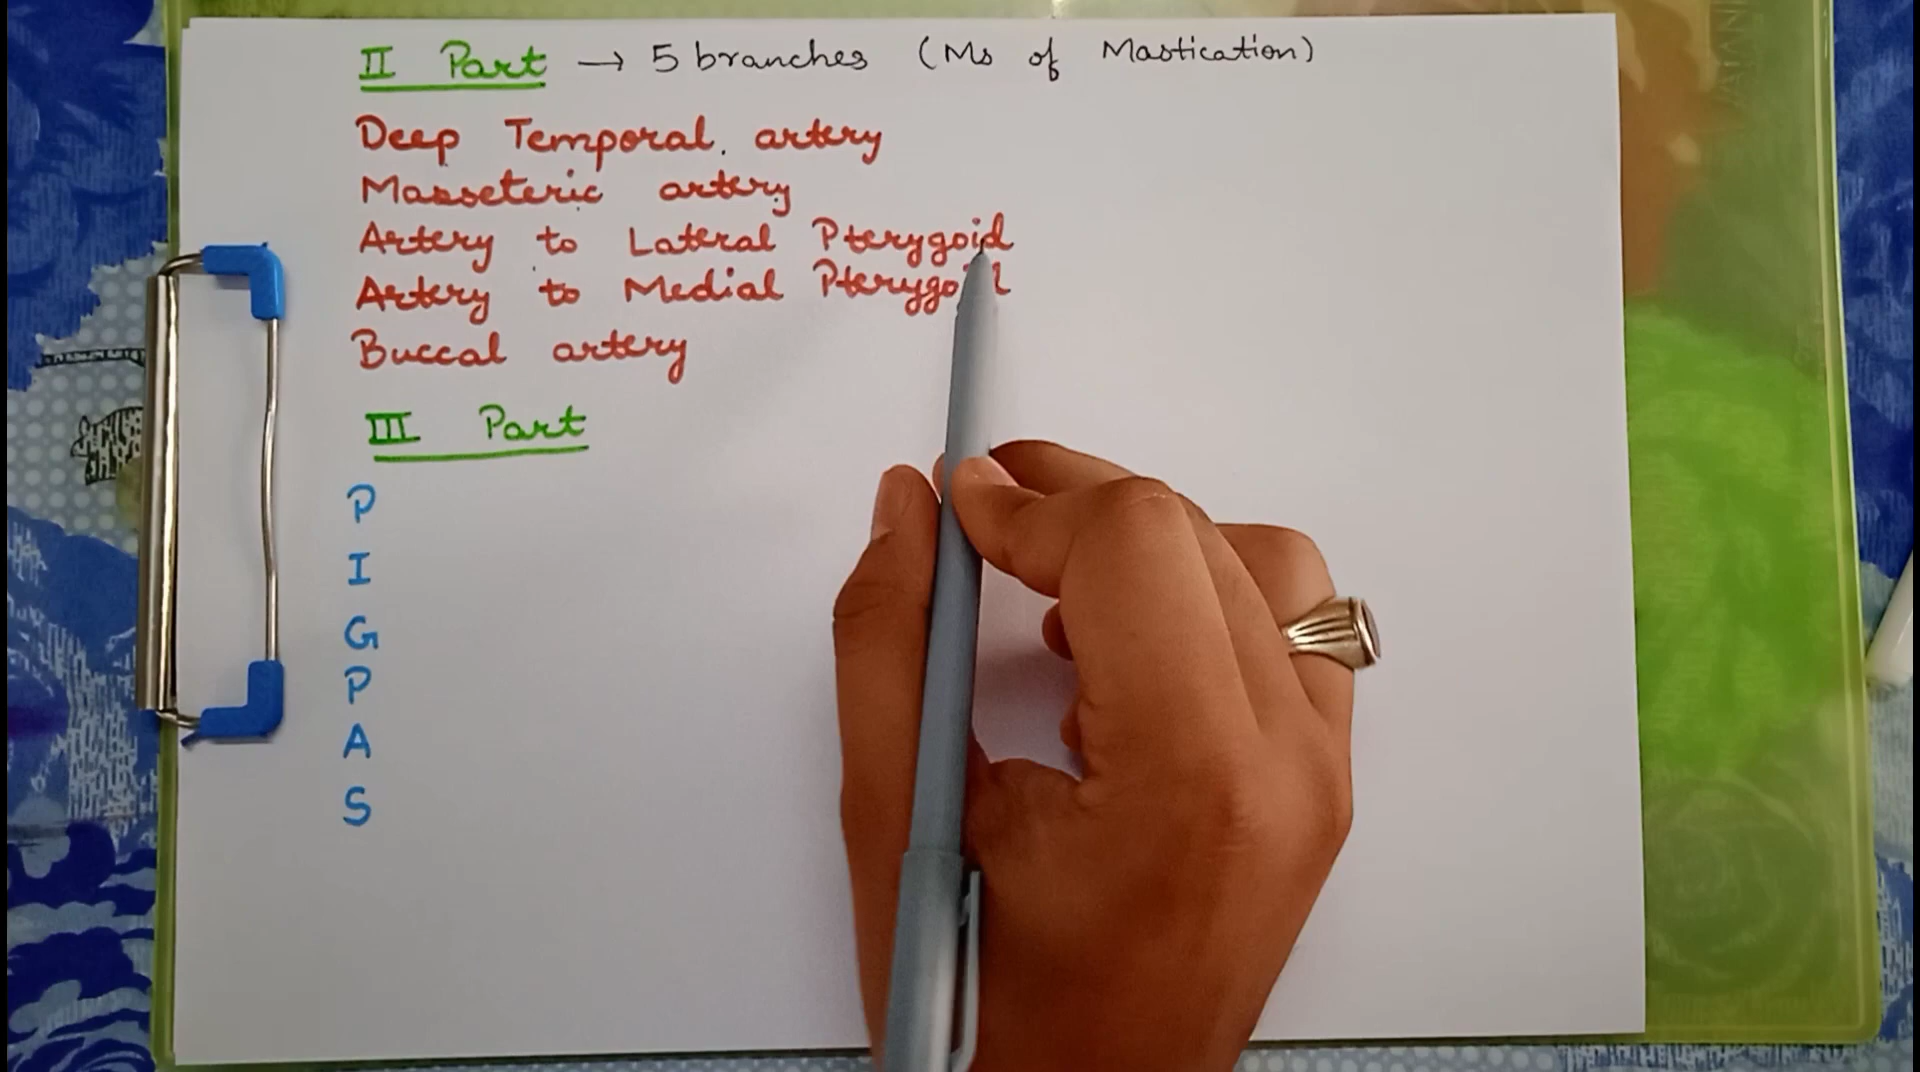 II Part → 5 branches (Ms of Mastication)
Deep Temporal artery
Masseteric artery
Artery to Lateral Pterygoid
Artery to Medial Pterygoid
Buccal artery
III Part
P
I
G
P
A
S